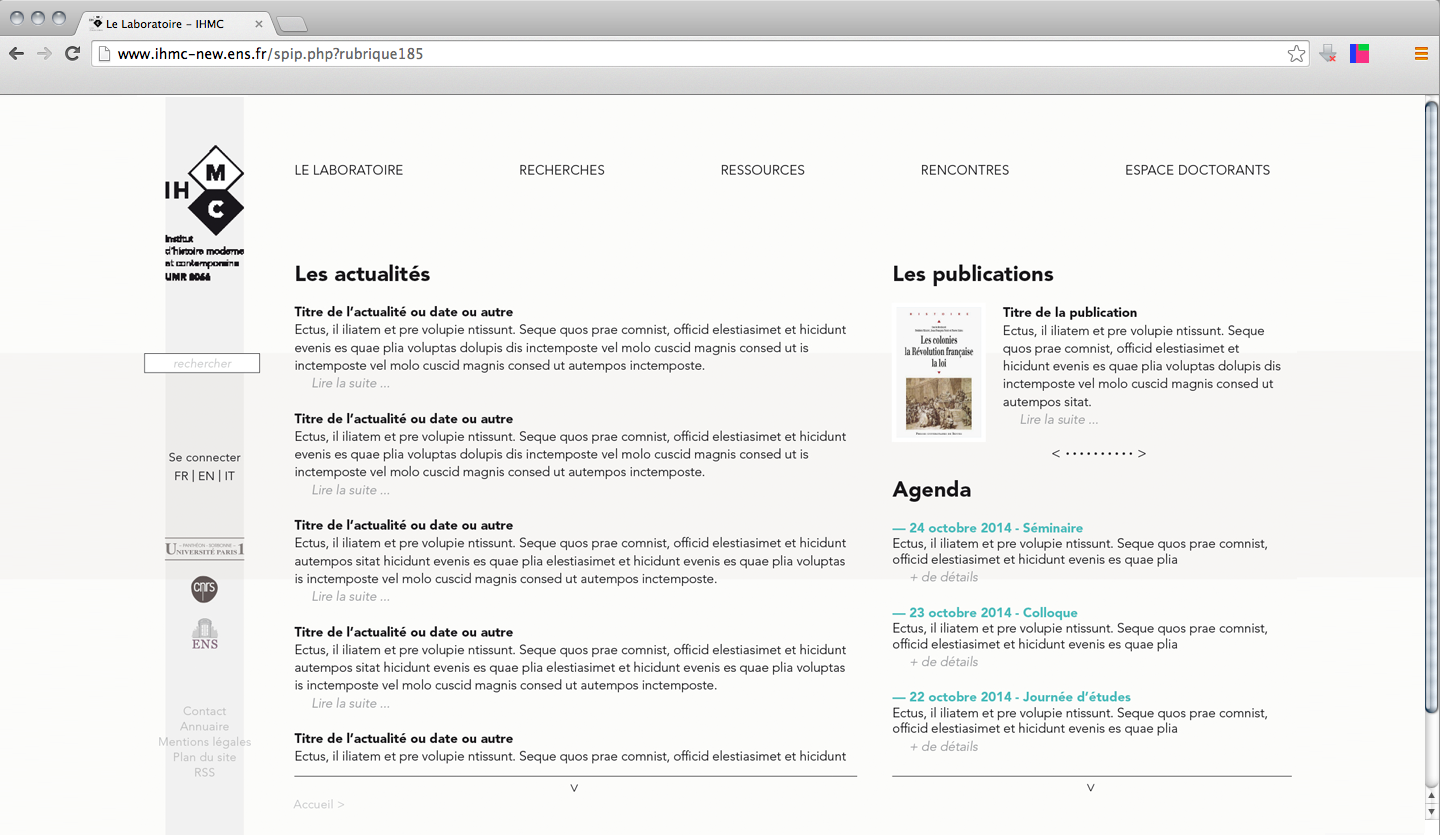 Le Laboratoire – IHMC
www.ihmc-new.ens.fr/spip.php?rubrique185
IH
M
C
Institut
d'histoire moderne
et contemporaine
UMR 8066
rechercher
Se connecter
FR | EN | IT
– PANTHÉON - SORBONNE –
UNIVERSITÉ PARIS 1
cnrs
ENS
Contact
Annuaire
Mentions légales
Plan du site
RSS
LE LABORATOIRE
RECHERCHES
RESSOURCES
RENCONTRES
ESPACE DOCTORANTS
Les actualités
Titre de l'actualité ou date ou autre
Ectus, il iliatem et pre volupie ntissunt. Seque quos prae comnist, officid elestiasimet et hicidunt
evenis es quae plia voluptas dolupis dis inctemposte vel molo cuscid magnis consed ut is
inctemposte vel molo cuscid magnis consed ut autempos inctemposte.
Lire la suite ...
Titre de l'actualité ou date ou autre
Ectus, il iliatem et pre volupie ntissunt. Seque quos prae comnist, officid elestiasimet et hicidunt
evenis es quae plia voluptas dolupis dis inctemposte vel molo cuscid magnis consed ut is
inctemposte vel molo cuscid magnis consed ut autempos inctemposte.
Lire la suite ...
Titre de l'actualité ou date ou autre
Ectus, il iliatem et pre volupie ntissunt. Seque quos prae comnist, officid elestiasimet et hicidunt
autempos sitat hicidunt evenis es quae plia elestiasimet et hicidunt evenis es quae plia voluptas
is inctemposte vel molo cuscid magnis consed ut autempos inctemposte.
Lire la suite ...
Titre de l'actualité ou date ou autre
Ectus, il iliatem et pre volupie ntissunt. Seque quos prae comnist, officid elestiasimet et hicidunt
autempos sitat hicidunt evenis es quae plia elestiasimet et hicidunt evenis es quae plia voluptas
is inctemposte vel molo cuscid magnis consed ut autempos inctemposte.
Lire la suite ...
Titre de l'actualité ou date ou autre
Ectus, il iliatem et pre volupie ntissunt. Seque quos prae comnist, officid elestiasimet et hicidunt
Accueil >
Les publications
HISTOIRE
Les colonies
la Révolution française
la loi
Titre de la publication
Ectus, il iliatem et pre volupie ntissunt. Seque
quos prae comnist, officid elestiasimet et
hicidunt evenis es quae plia voluptas dolupis dis
inctemposte vel molo cuscid magnis consed ut
autempos sitat.
Lire la suite ...
< .......... >
Agenda
— 24 octobre 2014 - Séminaire
Ectus, il iliatem et pre volupie ntissunt. Seque quos prae comnist,
officid elestiasimet et hicidunt evenis es quae plia
+ de détails
— 23 octobre 2014 - Colloque
Ectus, il iliatem et pre volupie ntissunt. Seque quos prae comnist,
officid elestiasimet et hicidunt evenis es quae plia
+ de détails
— 22 octobre 2014 - Journée d'études
Ectus, il iliatem et pre volupie ntissunt. Seque quos prae comnist,
officid elestiasimet et hicidunt evenis es quae plia
+ de détails